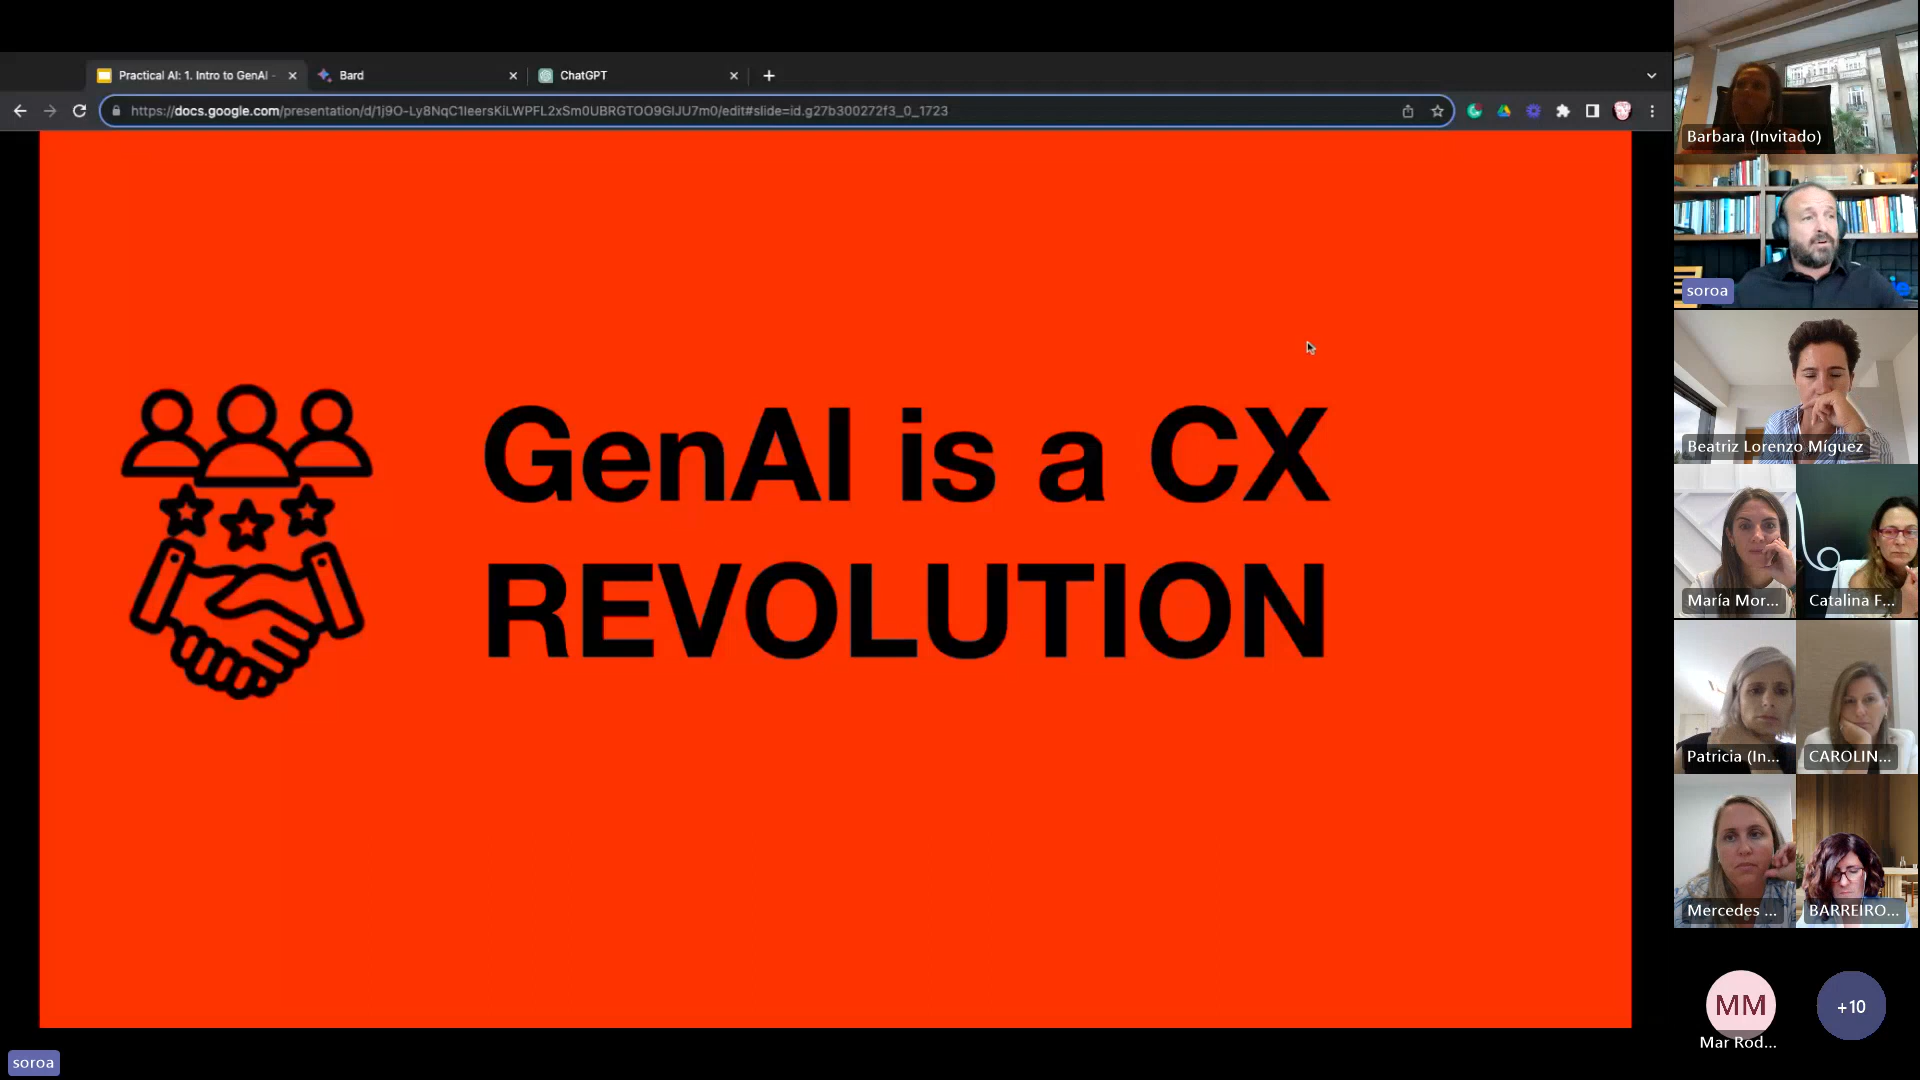 Practical AI: 1. Intro to GenAI -
Bard
ChatGPT
https://docs.google.com/presentation/d/1j9O-Ly8NqC1IeersKiLWPFL2xSm0UBRGTOO9GIJU7m0/edit#slide=id.g27b300272f3_0_1723
GenAI is a CX
REVOLUTION
Barbara (Invitado)
soroa
Beatriz Lorenzo Míguez
María Mor...
Catalina F...
Patricia (In...
CAROLIN...
Mercedes ...
BARREIRO...
MM
Mar Rod...
+10
soroa